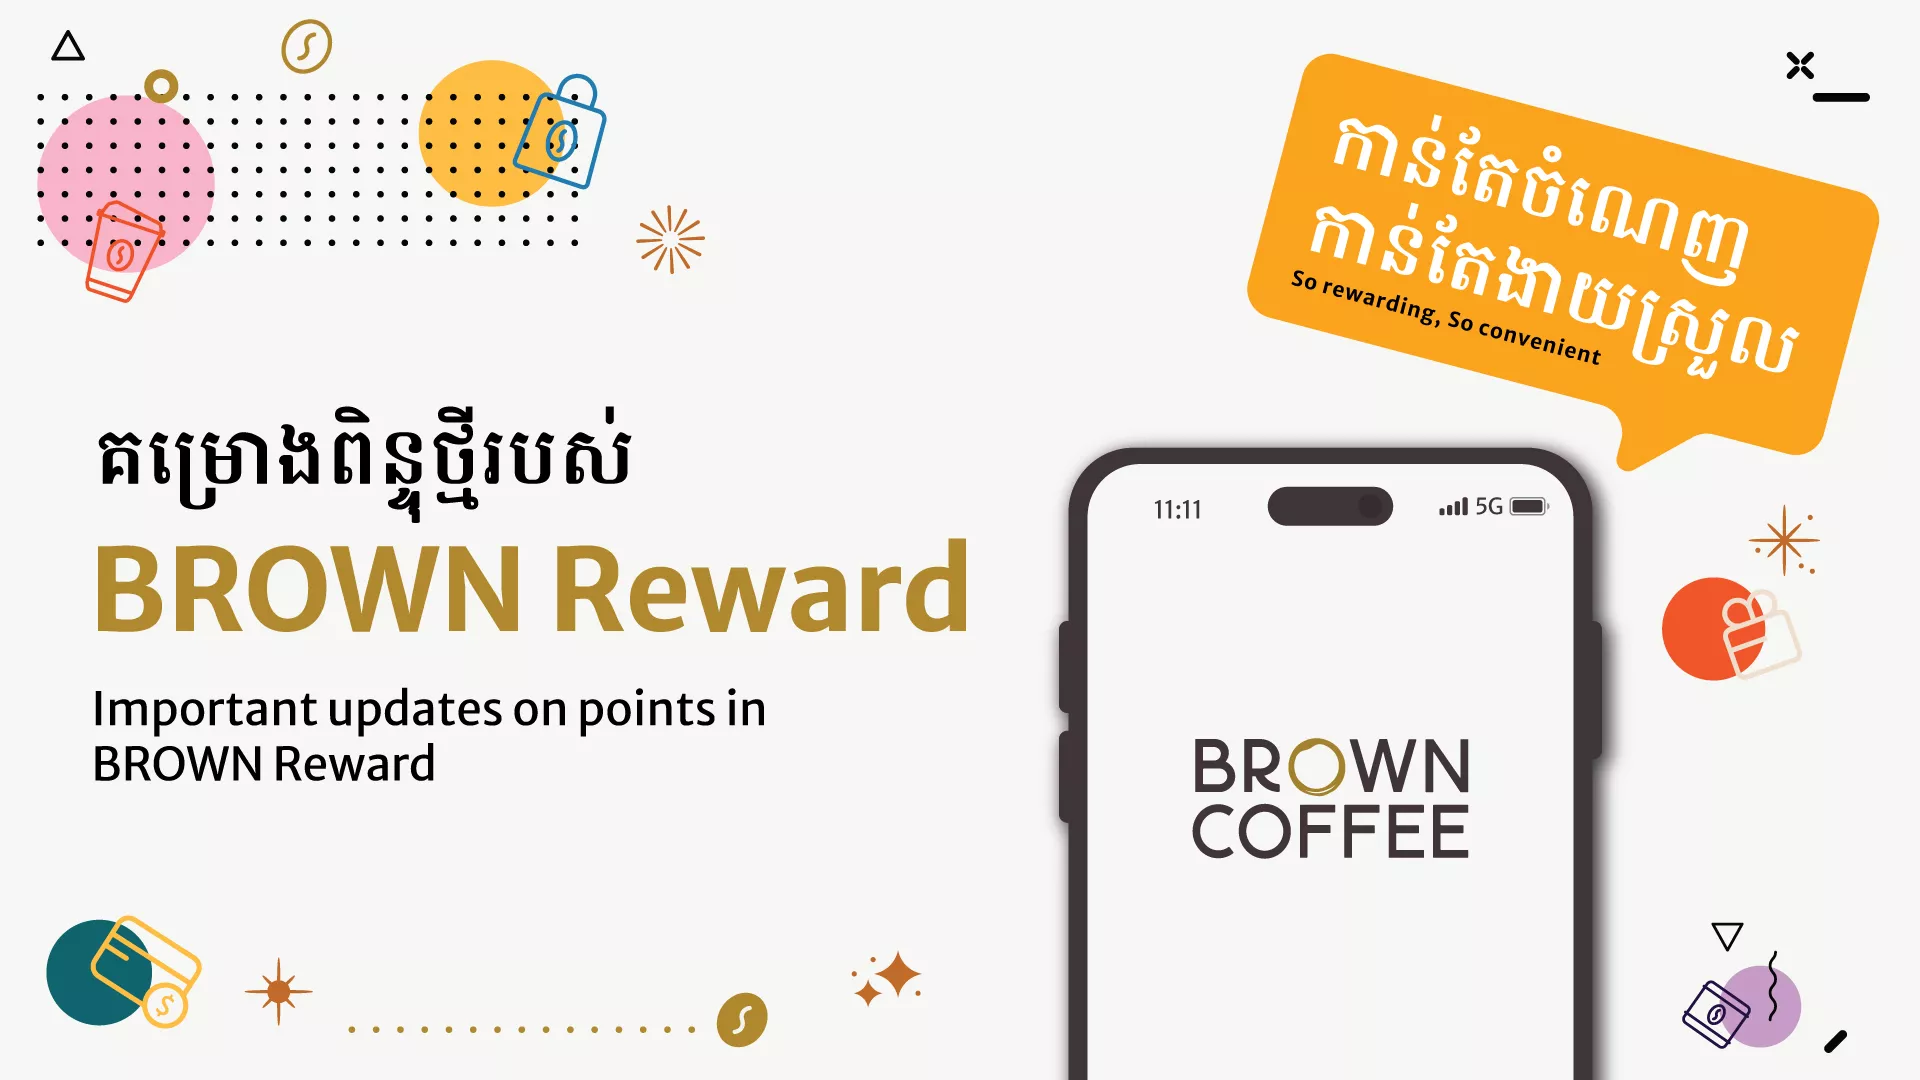 កាន់តែចំណេញ
កាន់តែងាយស្រួល
So rewarding, So convenient
គម្រោងពិន្ទុថ្មីរបស់
BROWN Reward
Important updates on points in
BROWN Reward
11:11
5G
BROWN
COFFEE